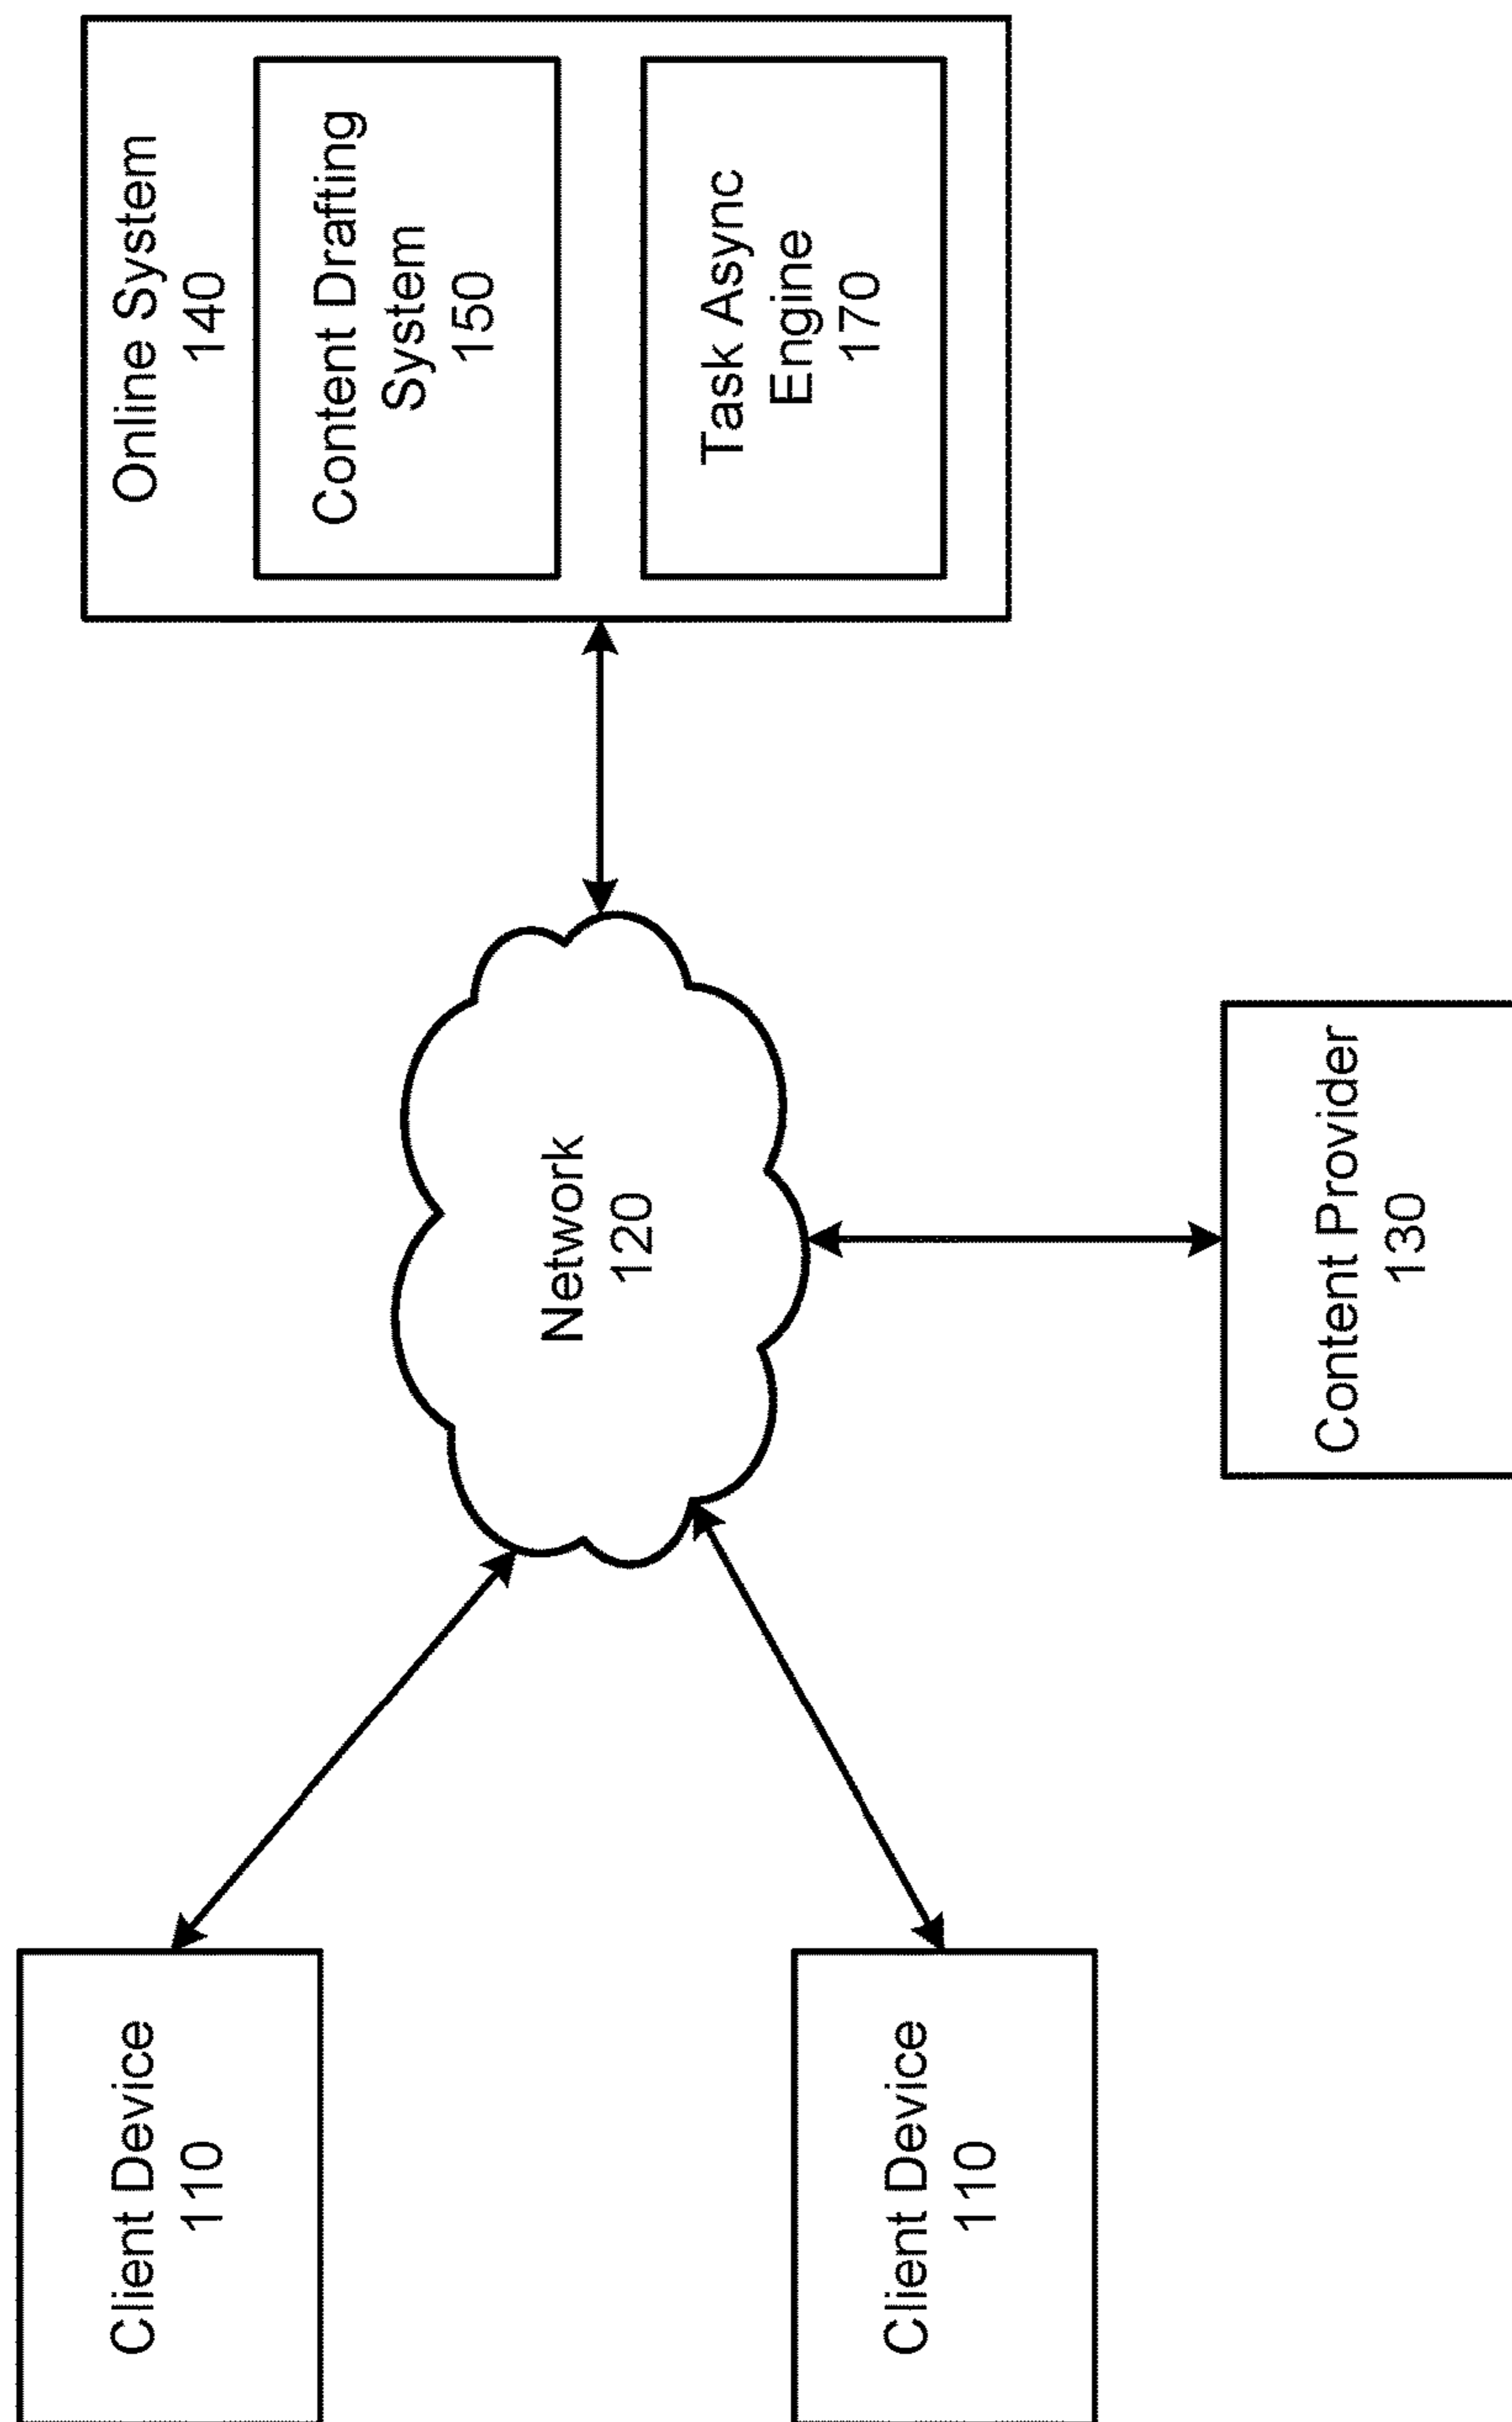 Client Device
110
Client Device
110
Network
120
Content Provider
130
Online System
140
Content Drafting
System
150
Task Async
Engine
170